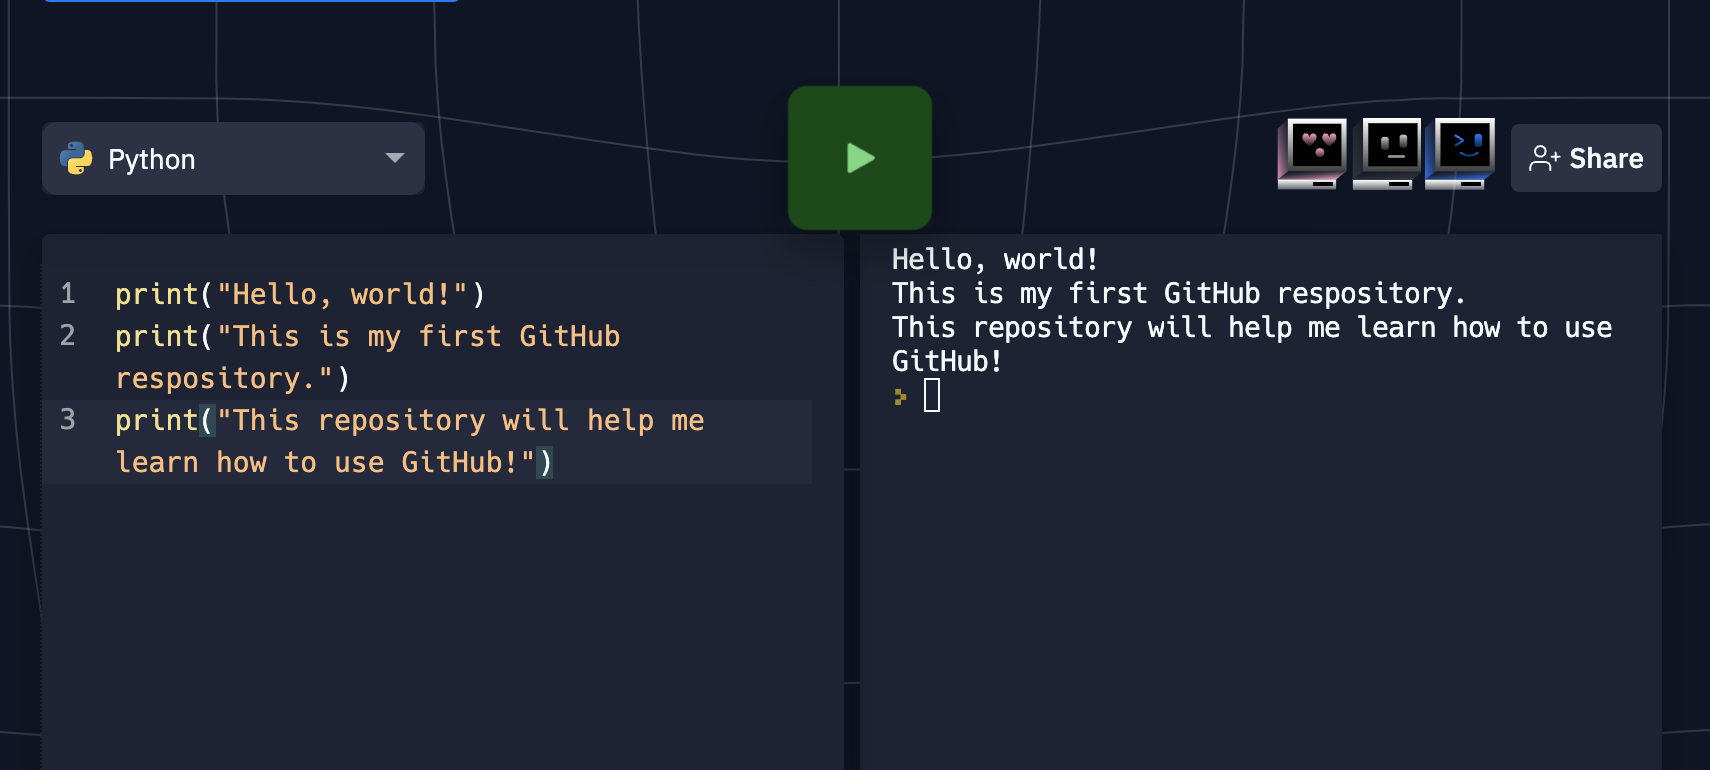 Python
Share
1 print("Hello, world!")
2 print("This is my first GitHub
respository.")
3 print("This repository will help me
learn how to use GitHub!")
Hello, world!
This is my first GitHub respository.
This repository will help me learn how to use
GitHub!